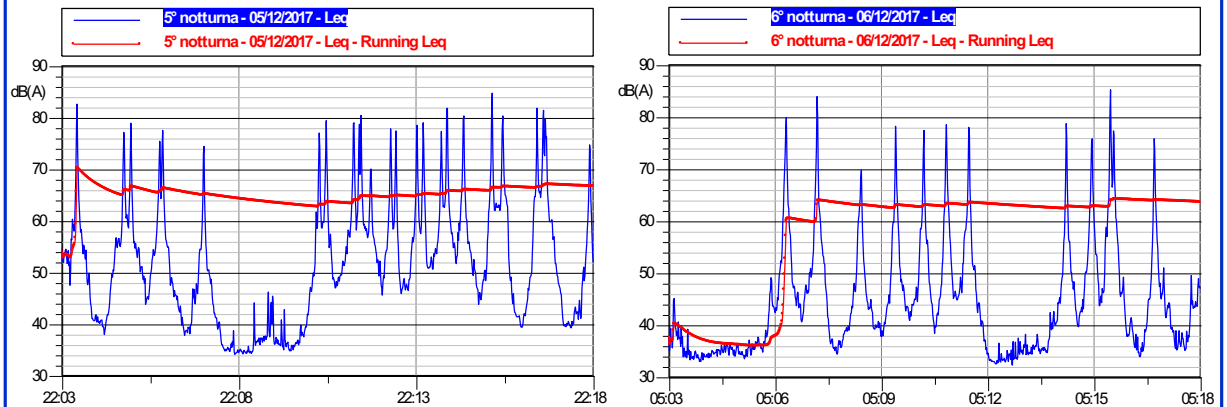 5° notturna - 05/12/2017 - Leq
5° notturna - 05/12/2017 - Leq - Running Leq
90
dB(A)
80
70
60
50
40
30
22:03 22:08 22:13 22:18
6° notturna - 06/12/2017 - Leq
6° notturna - 06/12/2017 - Leq - Running Leq
90
dB(A)
80
70
60
50
40
30
05:03 05:06 05:09 05:12 05:15 05:18